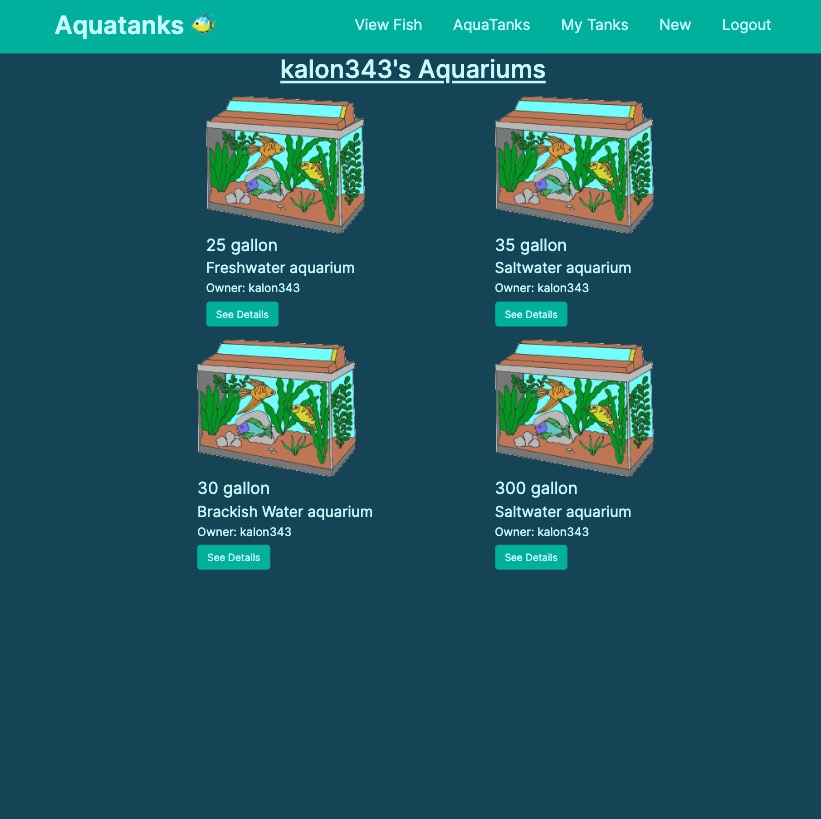 Aquatanks 🐠
View Fish AquaTanks My Tanks New Logout
kalon343's Aquariums
25 gallon
Freshwater aquarium
Owner: kalon343
See Details
35 gallon
Saltwater aquarium
Owner: kalon343
See Details
30 gallon
Brackish Water aquarium
Owner: kalon343
See Details
300 gallon
Saltwater aquarium
Owner: kalon343
See Details